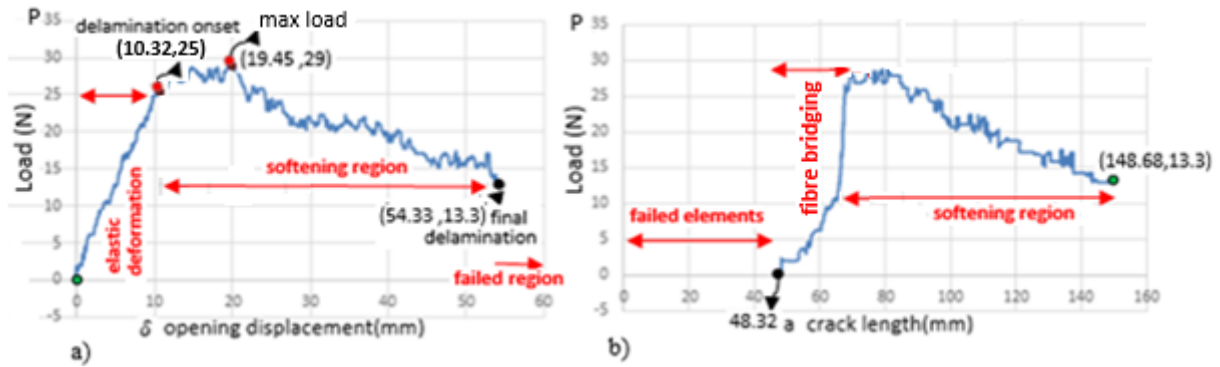 P
35
30
25
20
15
10
5
0
-5
Load (N)
delamination onset
(10.32,25)
max load
(19.45 ,29)
elastic
deformation
softening region
(54.33 ,13.3) final
delamination
failed region
0 10 20 30 40 50 60
δ opening displacement(mm)
a)
P
35
30
25
20
15
10
5
0
-5
Load (N)
fibre bridging
failed elements
softening region
(148.68,13.3)
0 20 40 60 80 100 120 140 160
48.32 a crack length(mm)
b)